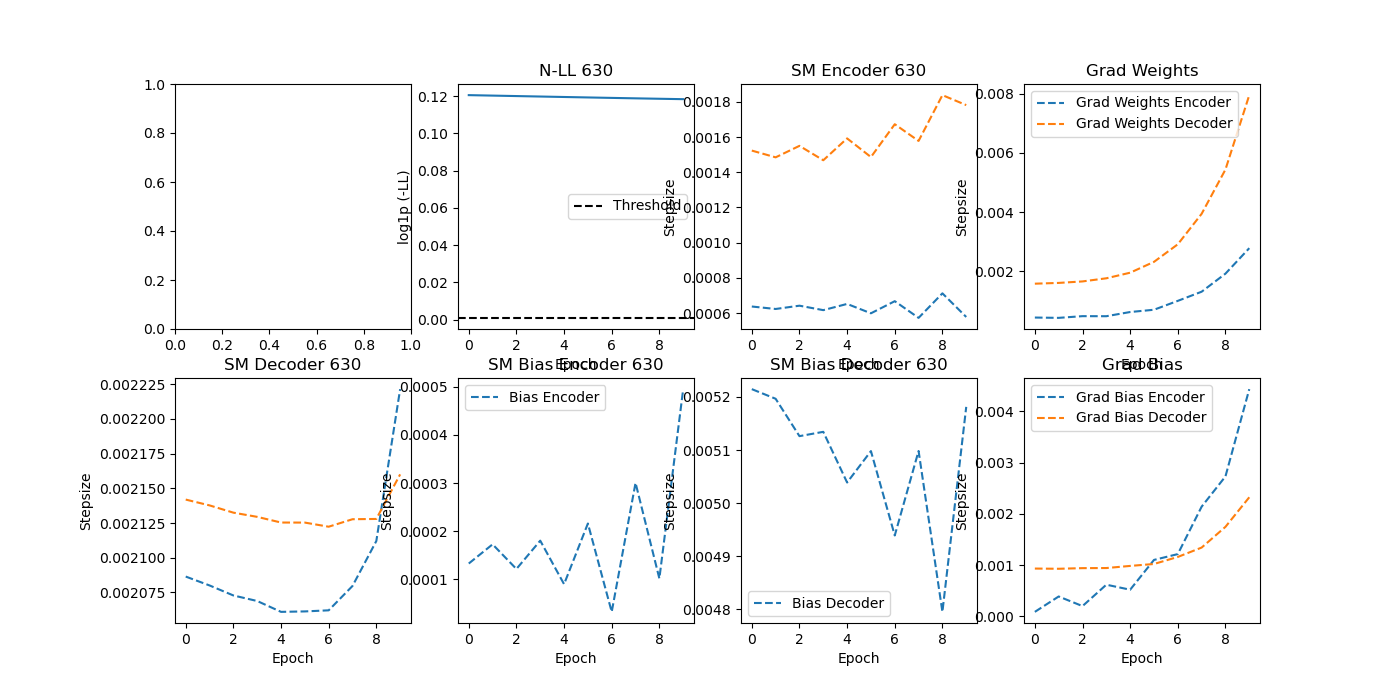 N-LL 630
SM Encoder 630
Grad Weights
1.0
0.8
0.6
0.4
0.2
0.0
0.0 0.2 0.4 0.6 0.8 1.0
log1p (-LL)
0.12
0.10
0.08
0.06
0.04
0.02
0.00
Threshold
0 2 4 6 8
Epoch
Stepsize
0.0018
0.0016
0.0014
0.0012
0.0010
0.0008
0.0006
0 2 4 6 8
Epoch
Stepsize
0.008
0.006
0.004
0.002
Grad Weights Encoder
Grad Weights Decoder
0 2 4 6 8
Epoch
SM Decoder 630
SM Bias Encoder 630
SM Bias Decoder 630
Grad Bias
Stepsize
0.002225
0.002200
0.002175
0.002150
0.002125
0.002100
0.002075
0 2 4 6 8
Epoch
Stepsize
0.0005
0.0004
0.0003
0.0002
0.0001
Bias Encoder
0 2 4 6 8
Epoch
Stepsize
0.0052
0.0051
0.0050
0.0049
0.0048
Bias Decoder
0 2 4 6 8
Epoch
Stepsize
0.004
0.003
0.002
0.001
0.000
Grad Bias Encoder
Grad Bias Decoder
0 2 4 6 8
Epoch